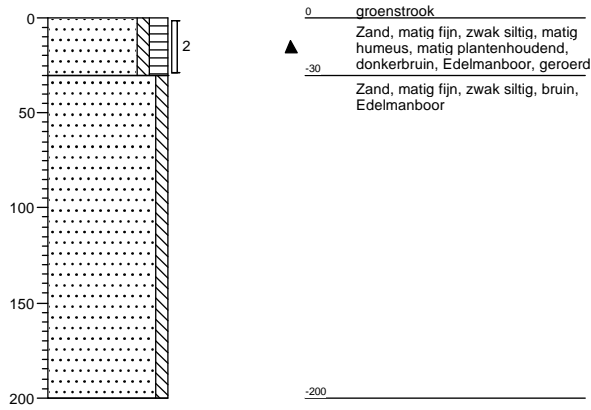 0
50
100
150
200
2
0 groenstrook
Zand, matig fijn, zwak siltig, matig
humeus, matig plantenhoudend,
donkerbruin, Edelmanboor, geroerd
-30
Zand, matig fijn, zwak siltig, bruin,
Edelmanboor
-200